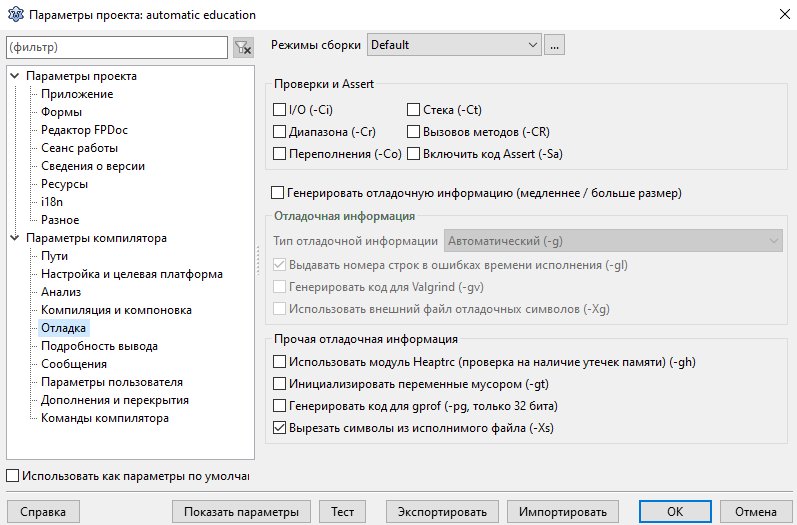 Параметры проекта: automatic education
(фильтр)
Режимы сборки
Default
...
Параметры проекта
Приложение
Формы
Редактор FPDoc
Сеанс работы
Сведения о версии
Ресурсы
i18n
Разное
Параметры компилятора
Пути
Настройка и целевая платформа
Анализ
Компиляция и компоновка
Отладка
Подробность вывода
Сообщения
Параметры пользователя
Дополнения и перекрытия
Команды компилятора
Проверки и Assert
I/O (-Ci)
Стека (-Ct)
Диапазона (-Cr)
Вызовов методов (-CR)
Переполнения (-Co)
Включить код Assert (-Sa)
Генерировать отладочную информацию (медленнее / больше размер)
Отладочная информация
Тип отладочной информации
Автоматический (-g)
Выдавать номера строк в ошибках времени исполнения (-gl)
Генерировать код для Valgrind (-gv)
Использовать внешний файл отладочных символов (-Xg)
Прочая отладочная информация
Использовать модуль Heaptrc (проверка на наличие утечек памяти) (-gh)
Инициализировать переменные мусором (-gt)
Генерировать код для gprof (-pg, только 32 бита)
Вырезать символы из исполнимого файла (-Xs)
Использовать как параметры по умолчан
Справка
Показать параметры
Тест
Экспортировать
Импортировать
OK
Отмена